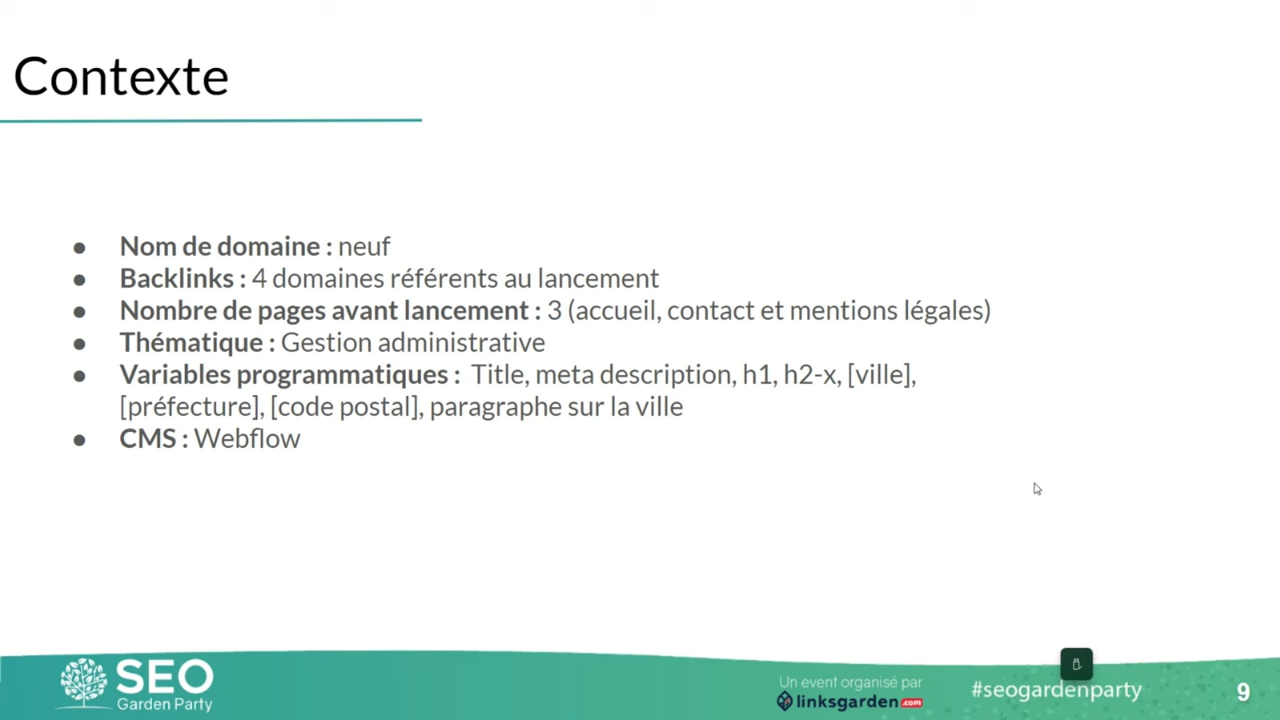 Contexte
● Nom de domaine : neuf
● Backlinks : 4 domaines référents au lancement
● Nombre de pages avant lancement : 3 (accueil, contact et mentions légales)
● Thématique : Gestion administrative
● Variables programmatiques : Title, meta description, h1, h2-x, [ville],
[préfecture], [code postal], paragraphe sur la ville
● CMS : Webflow
SEO
Garden Party
Un event organisé par
linksgarden.com
#seogardenparty
9